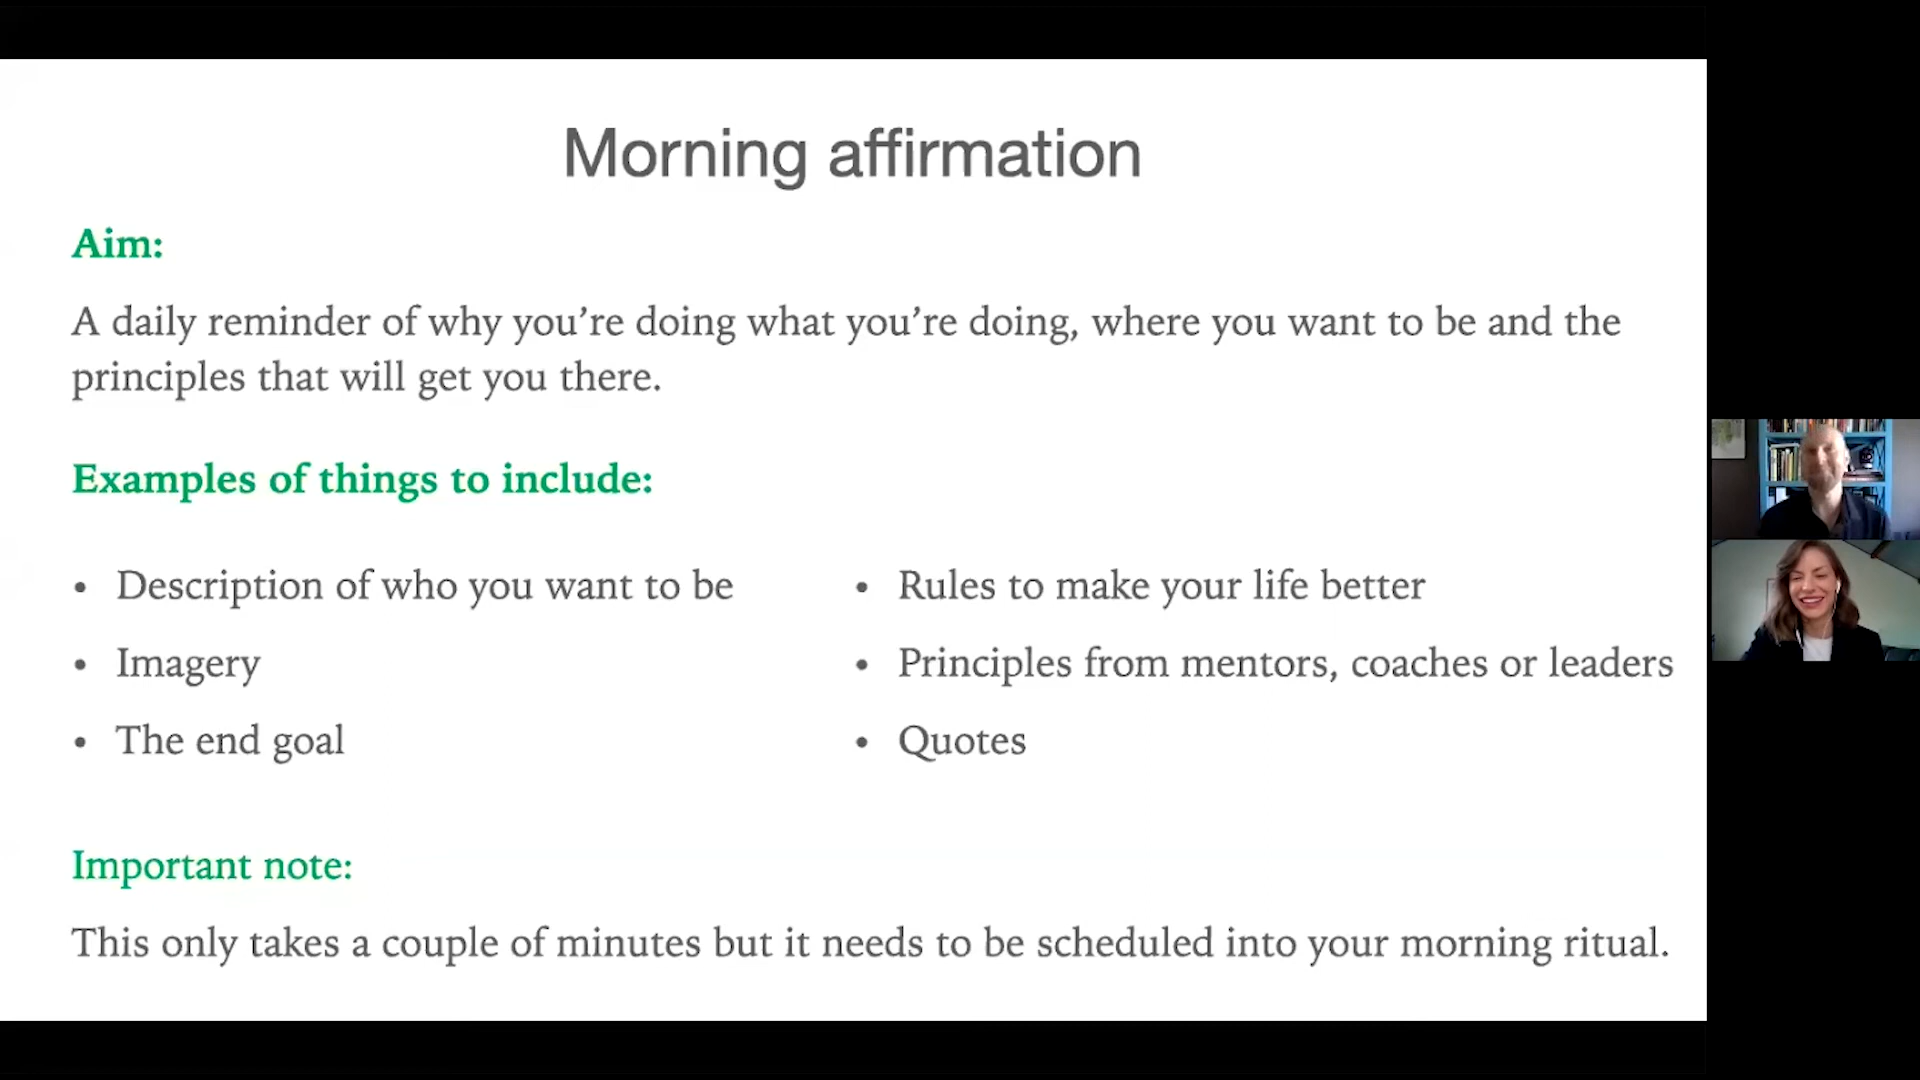 Morning affirmation
Aim:
A daily reminder of why you’re doing what you’re doing, where you want to be and the
principles that will get you there.
Examples of things to include:
• Description of who you want to be
• Imagery
• The end goal
• Rules to make your life better
• Principles from mentors, coaches or leaders
• Quotes
Important note:
This only takes a couple of minutes but it needs to be scheduled into your morning ritual.